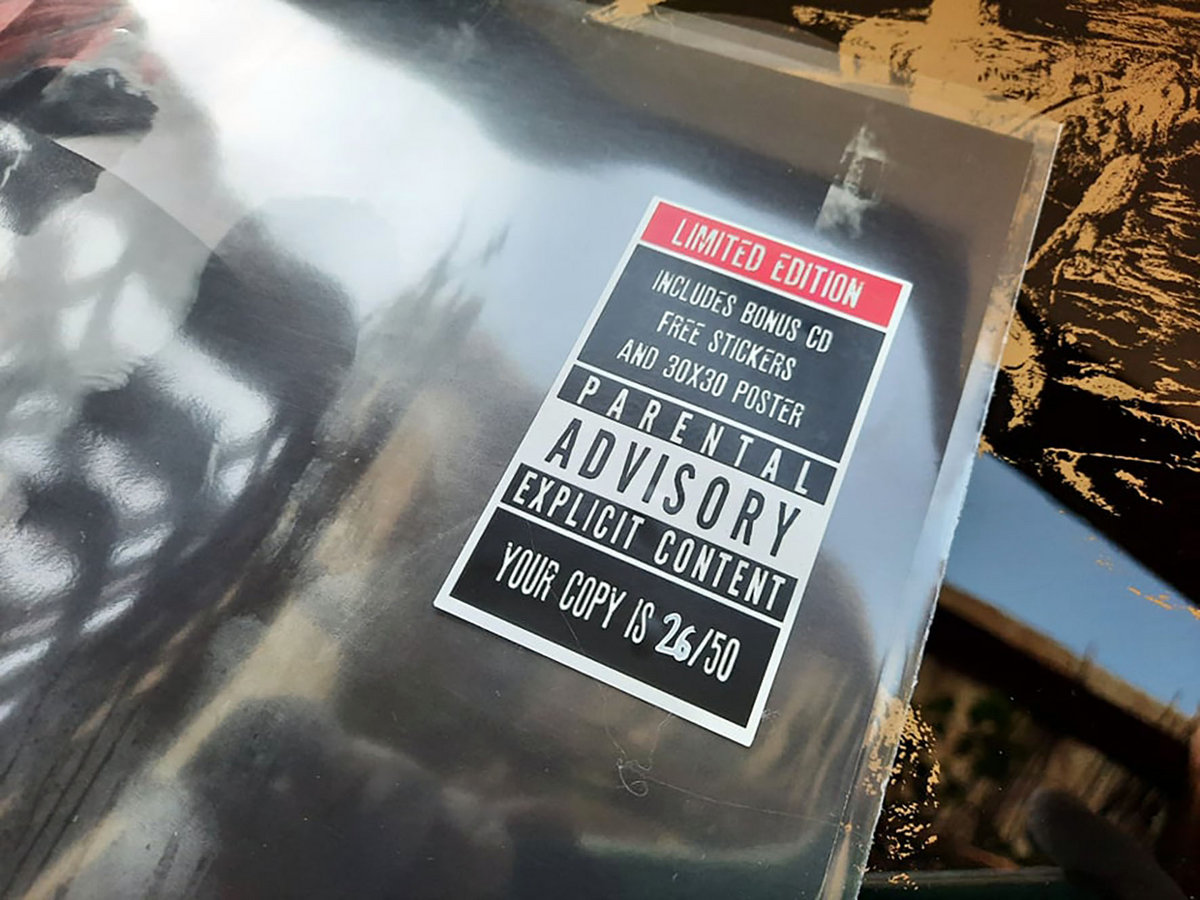 LIMITED EDITION
INCLUDES BONUS CD
FREE STICKERS
AND 30X30 POSTER
PARENTAL
ADVISORY
EXPLICIT CONTENT
YOUR COPY IS 26/50